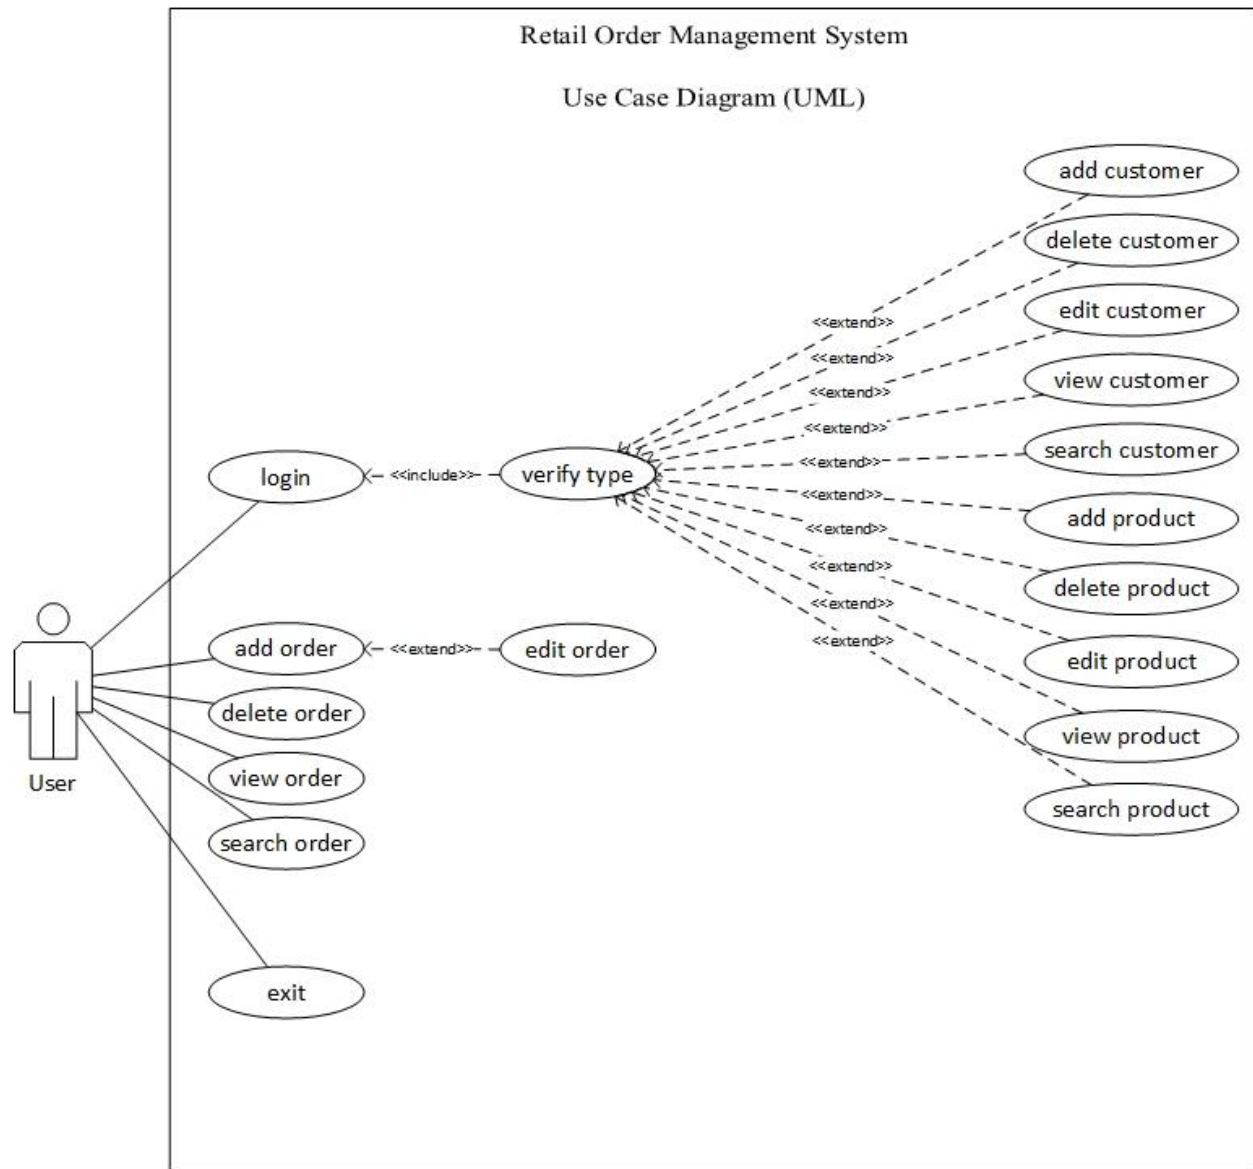 Retail Order Management System
Use Case Diagram (UML)
add customer
delete customer
edit customer
<<extend>>
<<extend>>
view customer
<<extend>>
<<extend>>
search customer
<<extend>>
login
<<include>>
verify type
<<extend>>
add product
<<extend>>
<<extend>>
delete product
<<extend>>
<<extend>>
add order
<<extend>>
edit order
edit product
delete order
view product
view order
User
search product
search order
exit